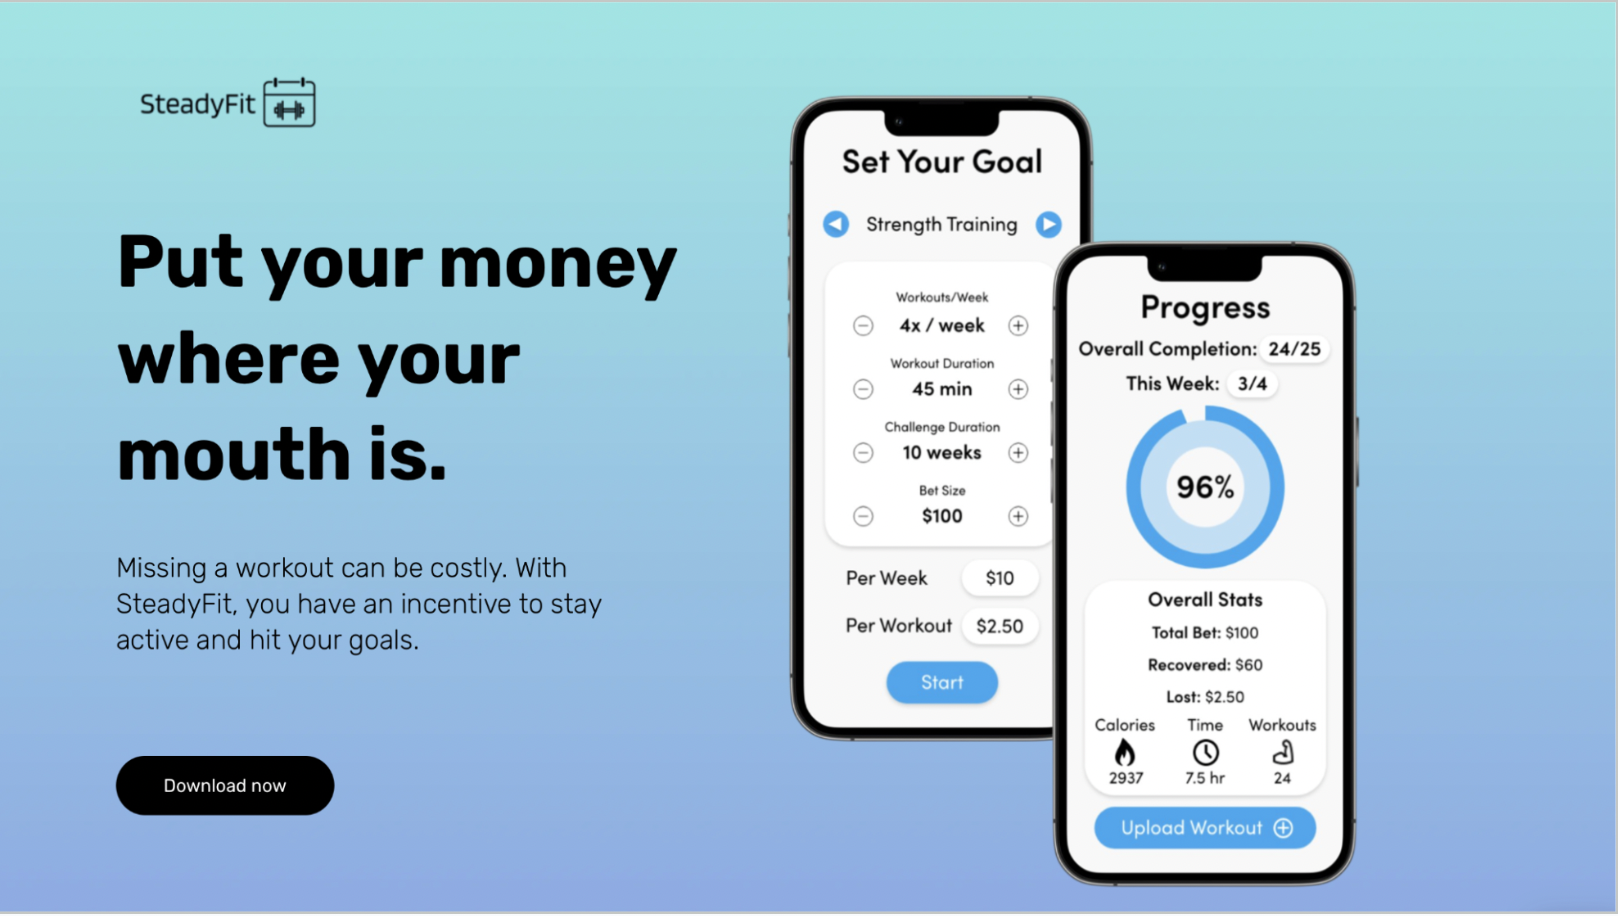 SteadyFit
Put your money
where your
mouth is.
Missing a workout can be costly. With
SteadyFit, you have an incentive to stay
active and hit your goals.
Download now
Set Your Goal
Strength Training
Workouts/Week
4x / week
Workout Duration
45 min
Challenge Duration
10 weeks
Bet Size
$100
Per Week $10
Per Workout $2.50
Start
Progress
Overall Completion: 24/25
This Week: 3/4
96%
Overall Stats
Total Bet: $100
Recovered: $60
Lost: $2.50
Calories Time Workouts
2937 7.5 hr 24
Upload Workout